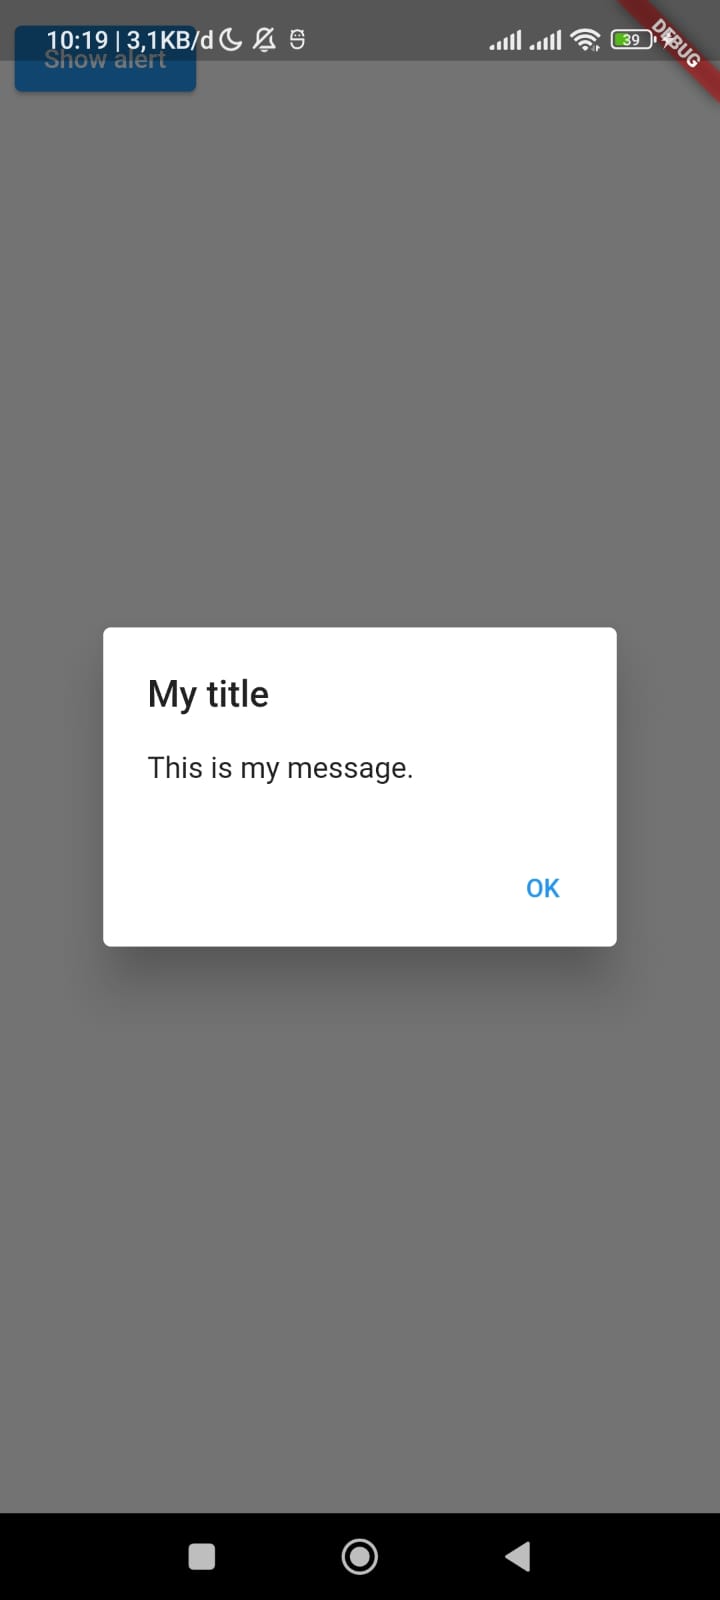 10:19 | 3,1KB/d
39
DEBUG
Show alert
My title
This is my message.
OK